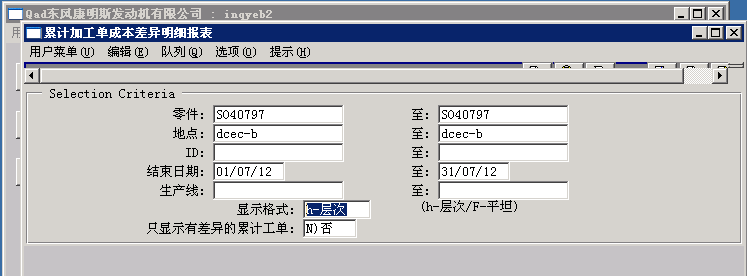 Qad东风康明斯发动机有限公司 : inqyeb2
累计加工单成本差异明细报表
用户菜单(U) 编辑(E) 队列(Q) 选项(O) 提示(H)
Selection Criteria
零件: SO40797 至: SO40797
地点: dcec-b 至: dcec-b
ID: 至:
结束日期: 01/07/12 至: 31/07/12
生产线: 至:
显示格式: h-层次 (h-层次/F-平坦)
只显示有差异的累计工单: N)否